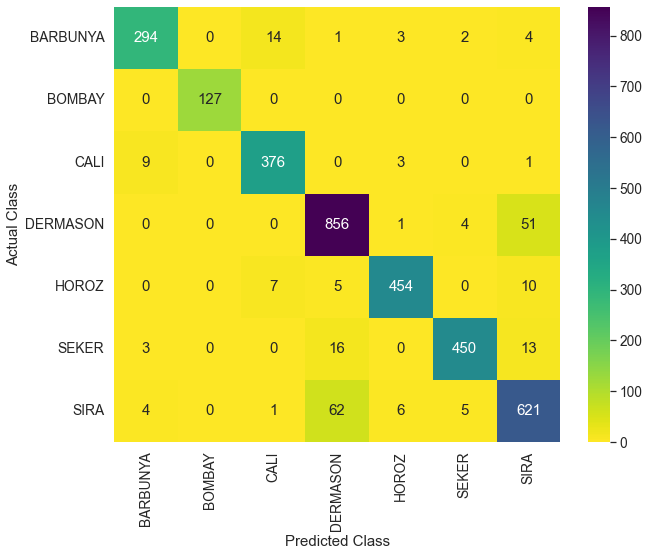 BARBUNYA 294 0 14 1 3 2 4
BOMBAY 0 127 0 0 0 0 0
CALI 9 0 376 0 3 0 1
DERMASON 0 0 0 856 1 4 51
HOROZ 0 0 7 5 454 0 10
SEKER 3 0 0 16 0 450 13
SIRA 4 0 1 62 6 5 621
Actual Class
BARBUNYA BOMBAY CALI DERMASON HOROZ SEKER SIRA
Predicted Class
800
700
600
500
400
300
200
100
0